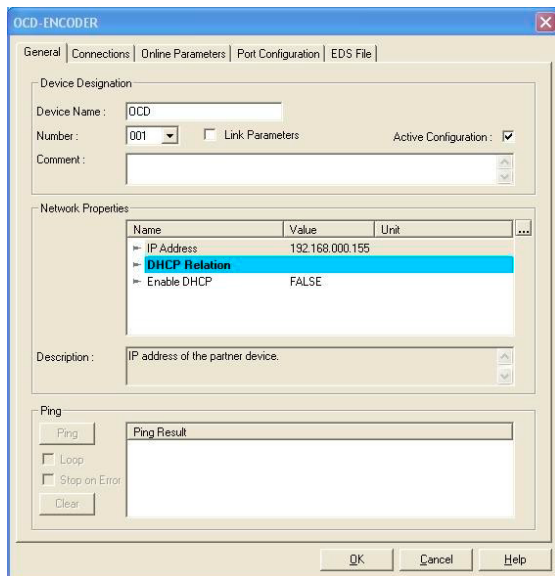 OCD-ENCODER
General Connections Online Parameters Port Configuration EDS File
Device Designation
Device Name : OCD
Number : 001 Link Parameters Active Configuration :
Comment :
Network Properties
Name Value Unit ...
IP Address 192.168.000.155
DHCP Relation
Enable DHCP FALSE
Description : IP address of the partner device.
Ping
Ping Ping Result
Loop
Stop on Error
Clear
OK Cancel Help